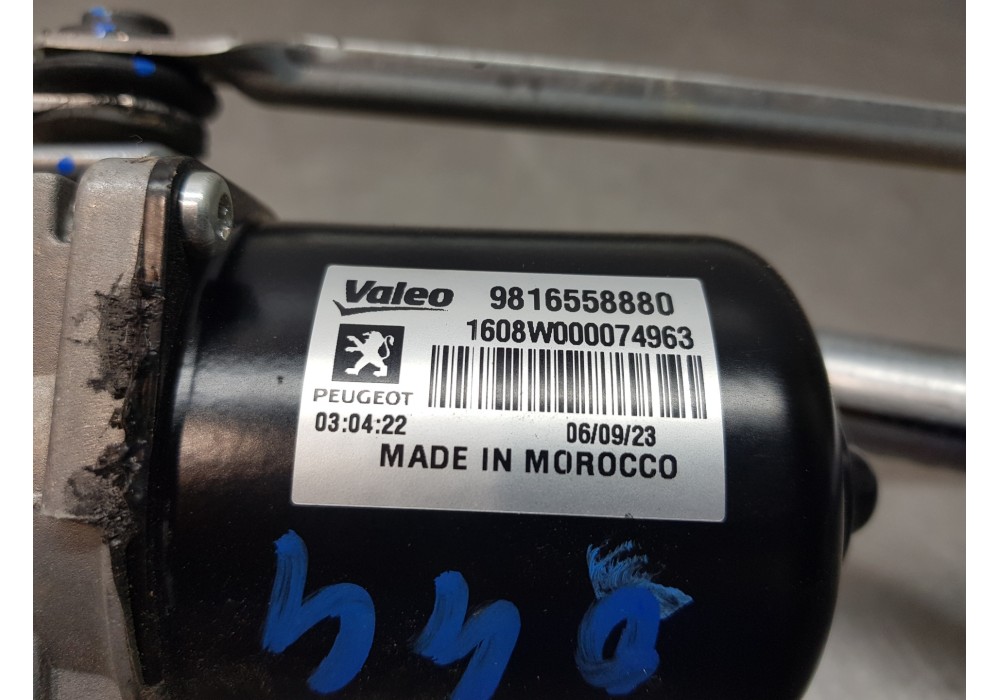 Valeo 9816558880
1608W000074963
PEUGEOT
03:04:22 06/09/23
MADE IN MOROCCO